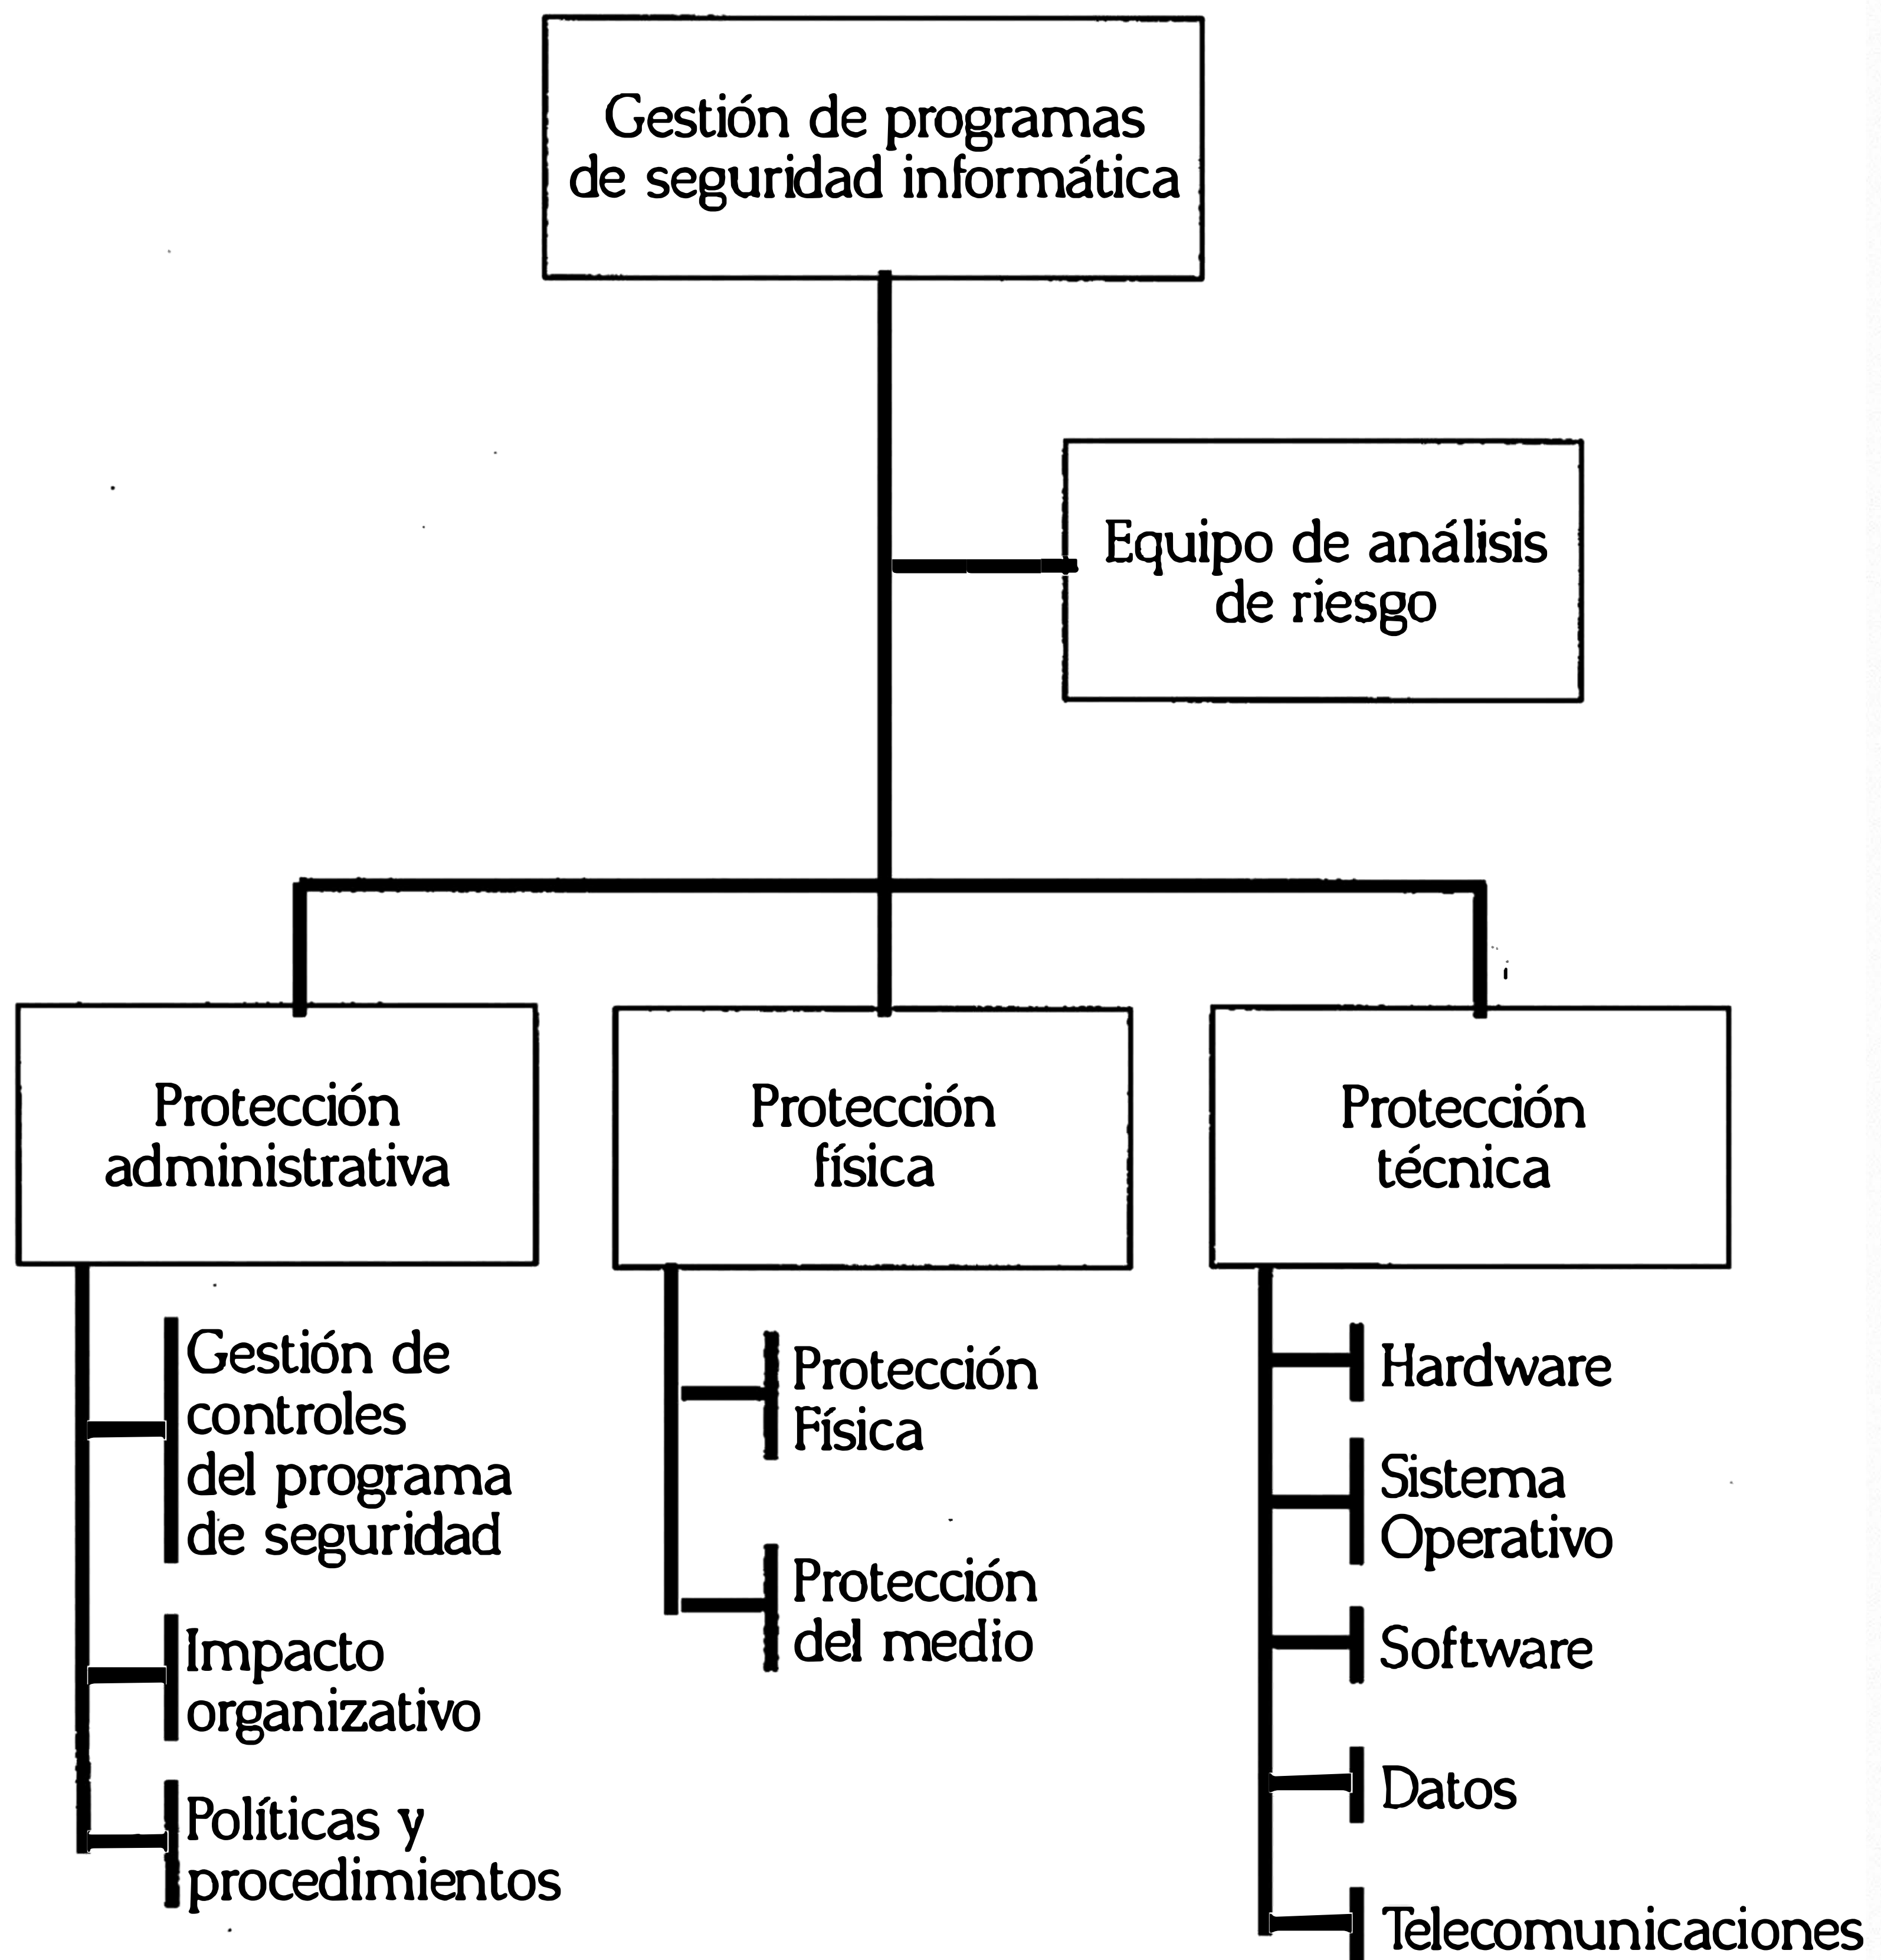 Gestión de programas
de seguridad informática
Equipo de análisis
de riesgo
Protección
administrativa
Protección
física
Protección
técnica
Gestión de
controles
del programa
de seguridad
Impacto
organizativo
Políticas y
procedimientos
Protección
Física
Protección
del medio
Hardware
Sistema
Operativo
Software
Datos
Telecomunicaciones